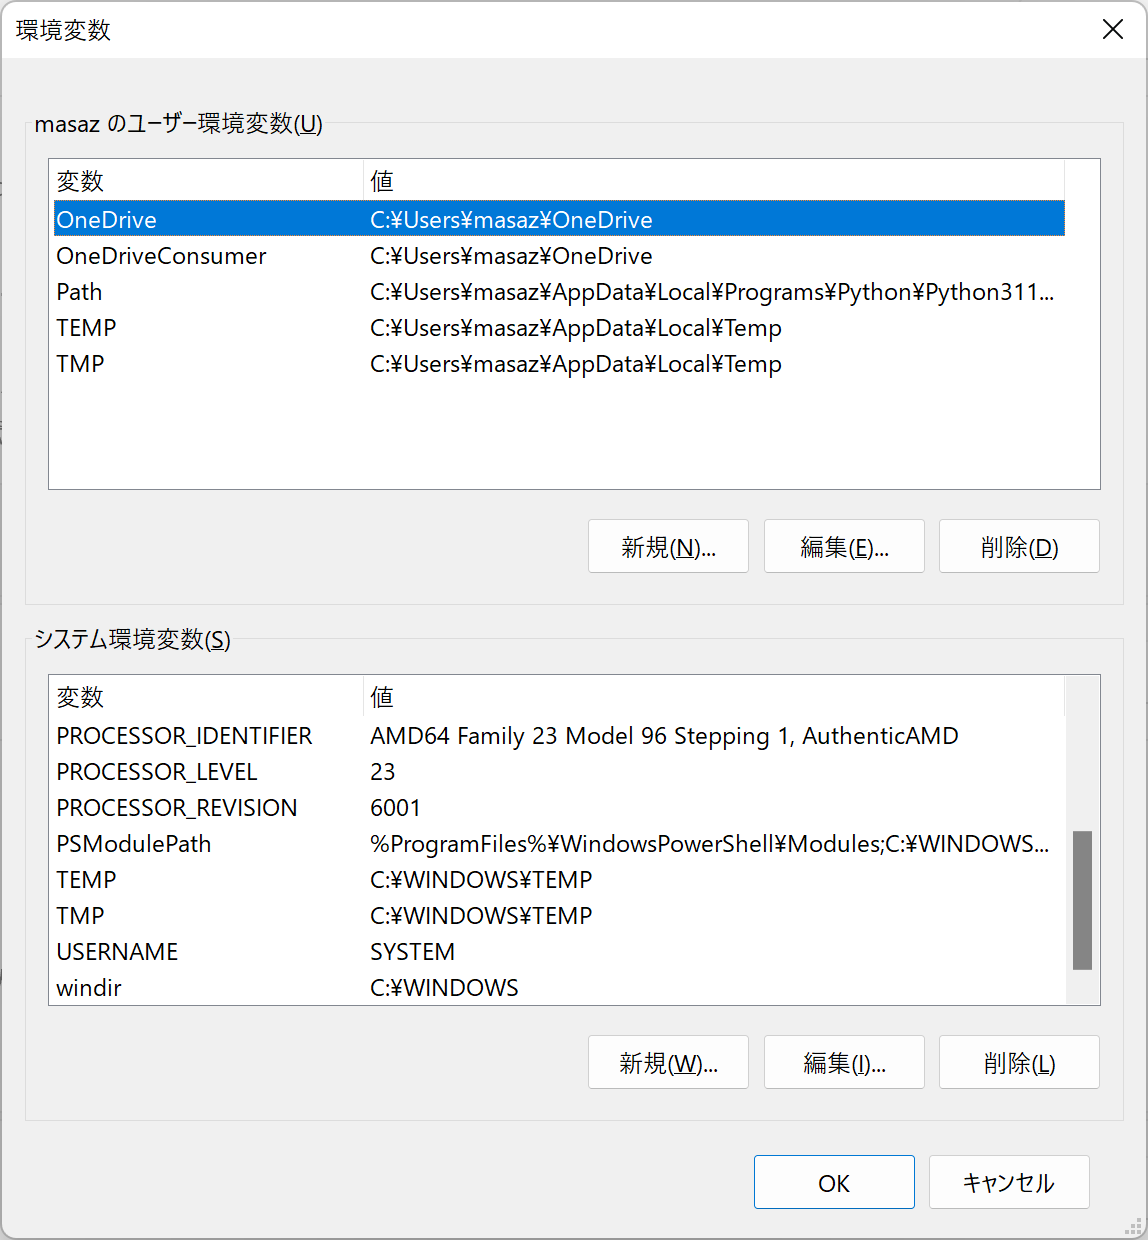 環境変数
masaz のユーザー環境変数(U)
変数 値
OneDrive C:¥Users¥masaz¥OneDrive
OneDriveConsumer C:¥Users¥masaz¥OneDrive
Path C:¥Users¥masaz¥AppData¥Local¥Programs¥Python¥Python311...
TEMP C:¥Users¥masaz¥AppData¥Local¥Temp
TMP C:¥Users¥masaz¥AppData¥Local¥Temp
新規(N)... 編集(E)... 削除(D)
システム環境変数(S)
変数 値
PROCESSOR_IDENTIFIER AMD64 Family 23 Model 96 Stepping 1, AuthenticAMD
PROCESSOR_LEVEL 23
PROCESSOR_REVISION 6001
PSModulePath %ProgramFiles%¥WindowsPowerShell¥Modules;C:¥WINDOWS...
TEMP C:¥WINDOWS¥TEMP
TMP C:¥WINDOWS¥TEMP
USERNAME SYSTEM
windir C:¥WINDOWS
新規(W)... 編集(I)... 削除(L)
OK キャンセル